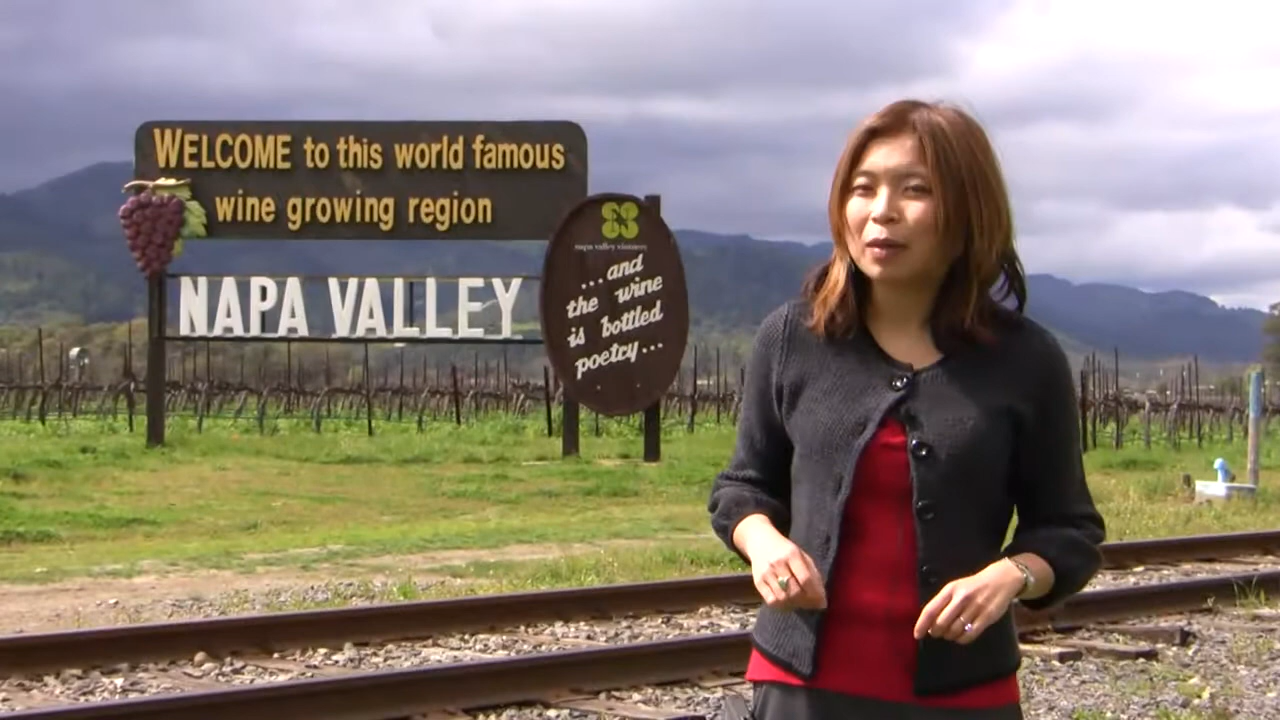 WELCOME to this world famous
wine growing region
NAPA VALLEY
napa valley vintners
...and
the wine
is bottled
poetry...